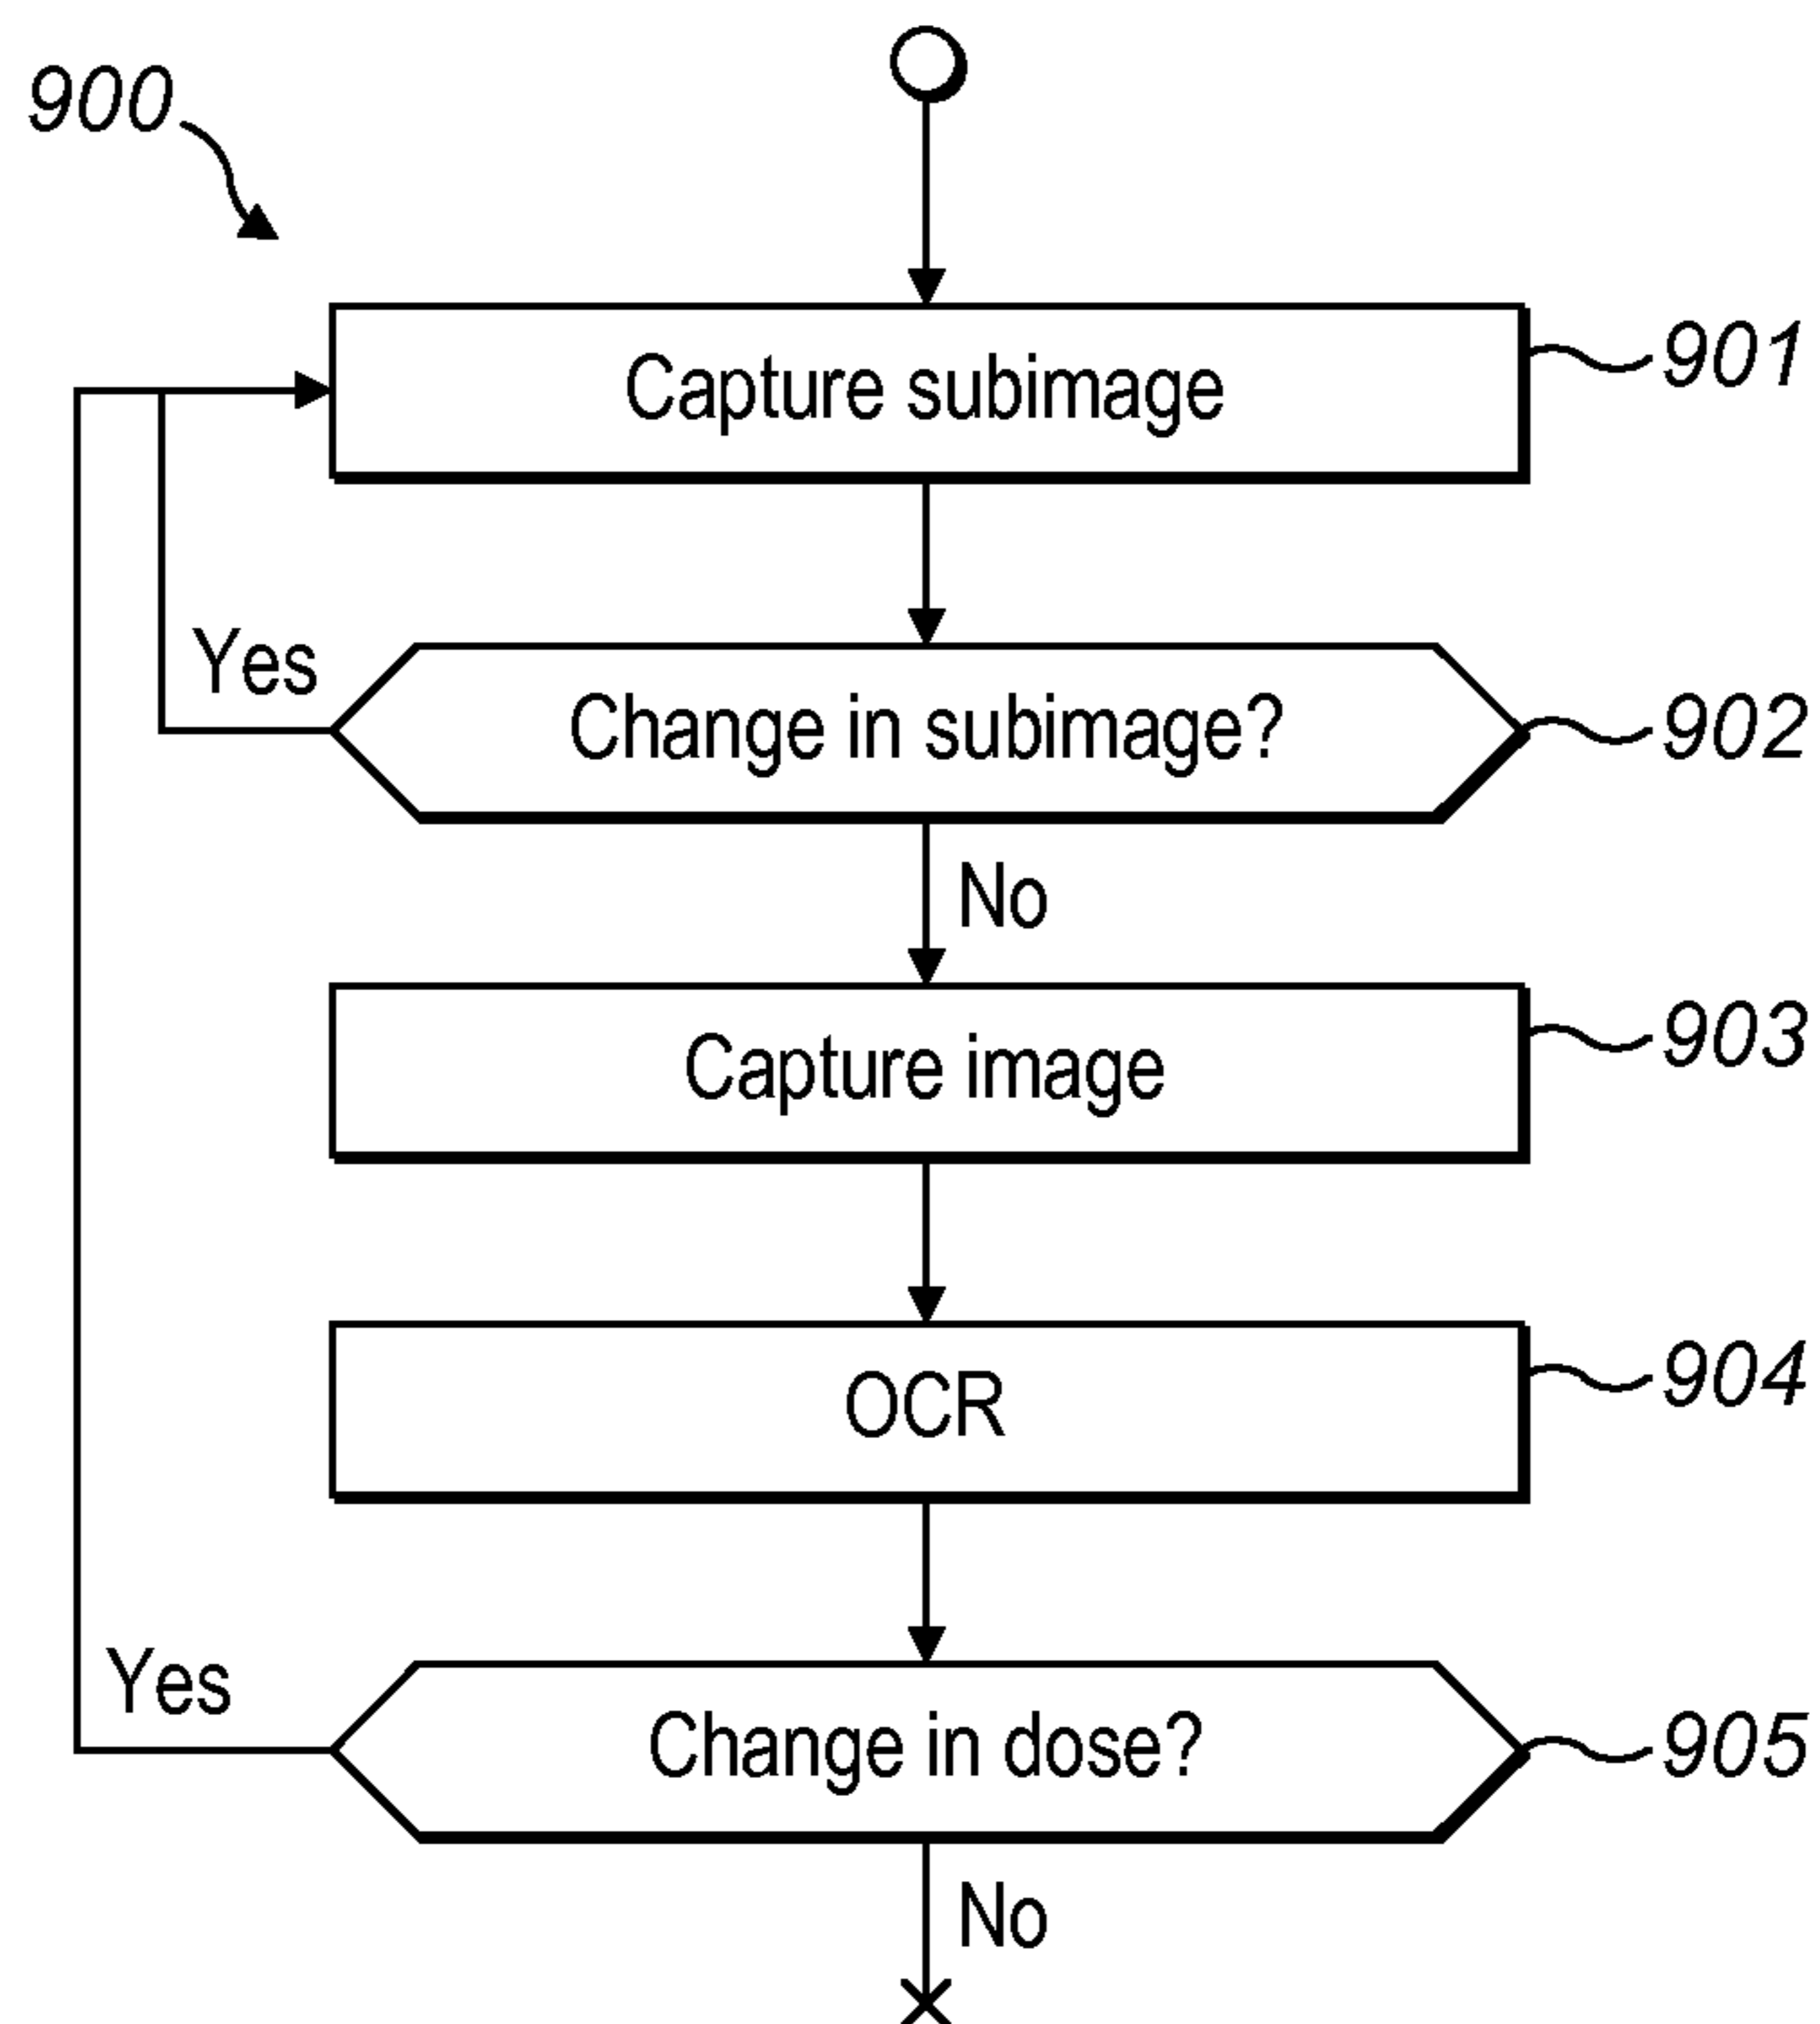 900
Capture subimage
901
Yes
Change in subimage?
902
No
Capture image
903
OCR
904
Yes
Change in dose?
905
No